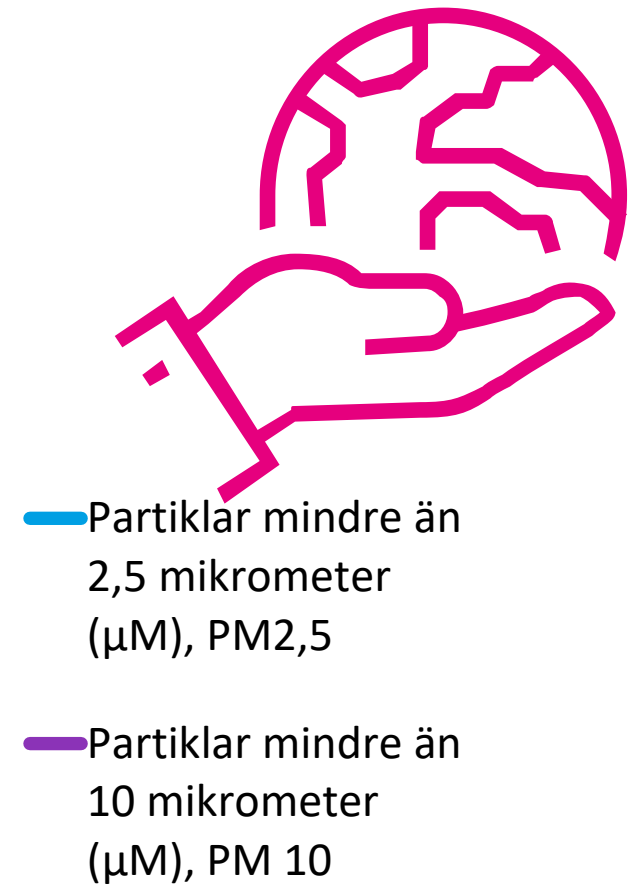 Partiklar mindre än
2,5 mikrometer
(µM), PM2,5
Partiklar mindre än
10 mikrometer
(µM), PM 10